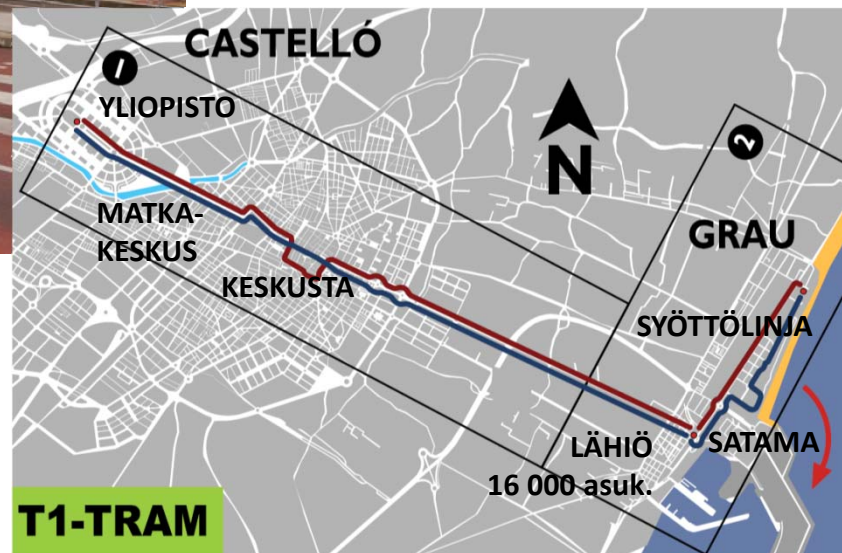 1
CASTELLÓ
YLIOPISTO
2
N
MATKA-
KESKUS
GRAU
KESKUSTA
SYÖTTÖLINJA
LÄHIÖ
16 000 asuk.
SATAMA
T1-TRAM